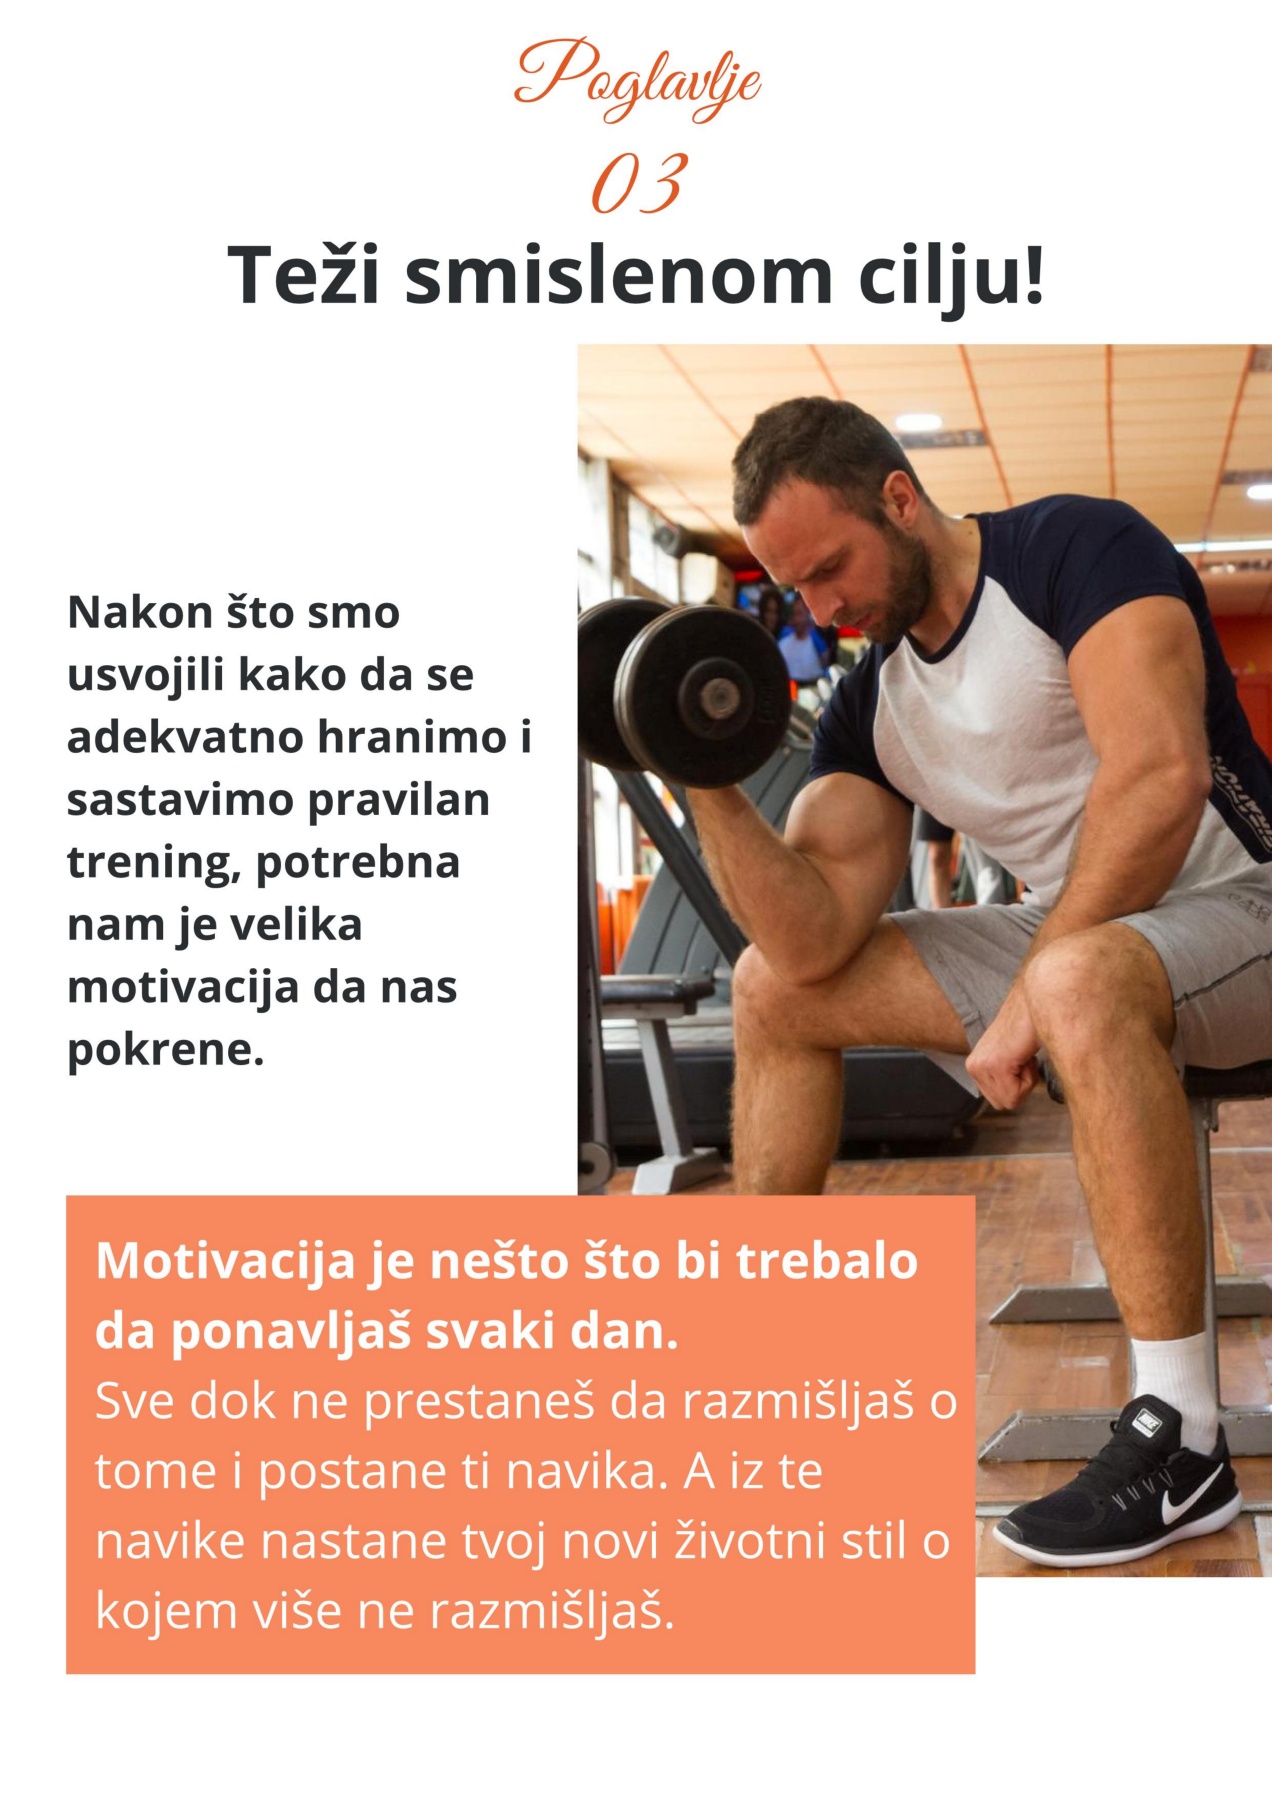 Poglavlje
03
Teži smislenom cilju!
Nakon što smo
usvojili kako da se
adekvatno hranimo i
sastavimo pravilan
trening, potrebna
nam je velika
motivacija da nas
pokrene.
Motivacija je nešto što bi trebalo
da ponavljaš svaki dan.
Sve dok ne prestaneš da razmišljaš o
tome i postane ti navika. A iz te
navike nastane tvoj novi životni stil o
kojem više ne razmišljaš.